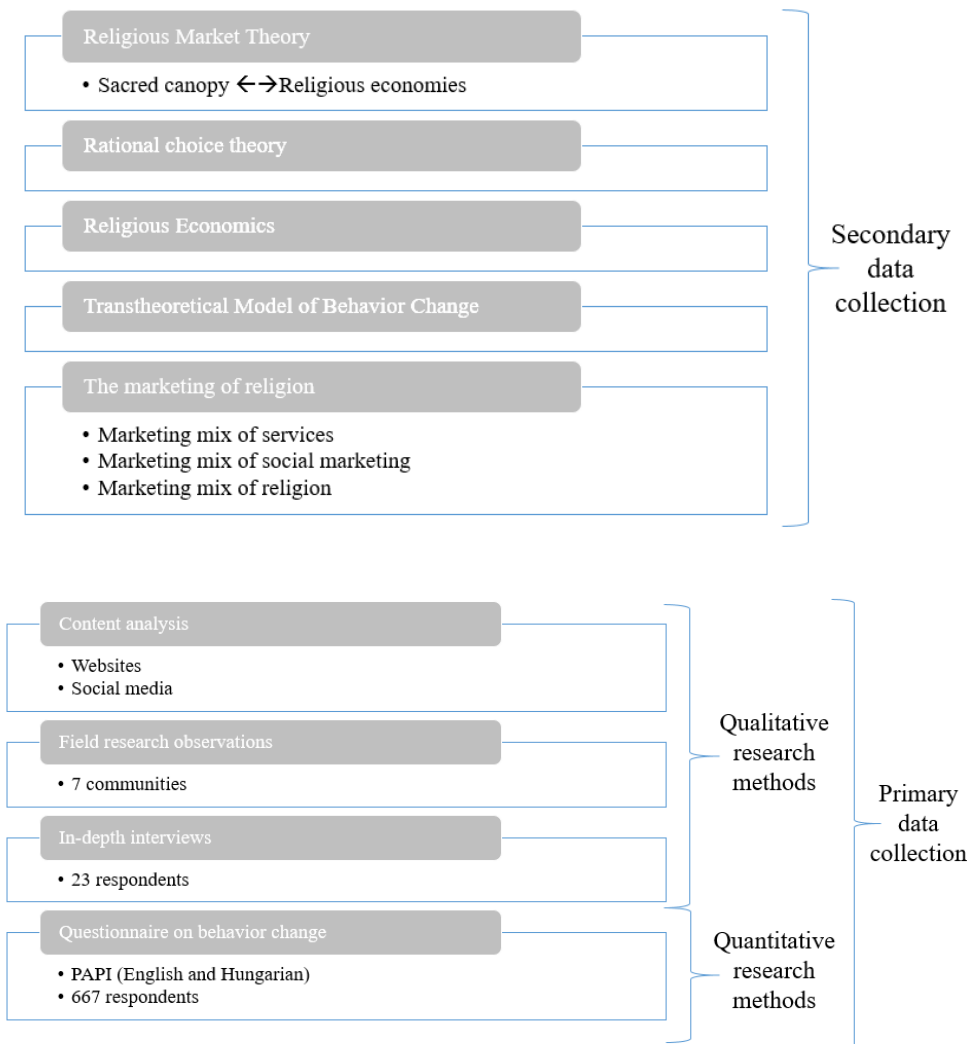 Religious Market Theory
• Sacred canopy ←→Religious economies
Rational choice theory
Religious Economics
Transtheoretical Model of Behavior Change
The marketing of religion
• Marketing mix of services
• Marketing mix of social marketing
• Marketing mix of religion
Secondary
data
collection
Content analysis
• Websites
• Social media
Field research observations
• 7 communities
In-depth interviews
• 23 respondents
Qualitative
research
methods
Questionnaire on behavior change
• PAPI (English and Hungarian)
• 667 respondents
Quantitative
research
methods
Primary
data
collection